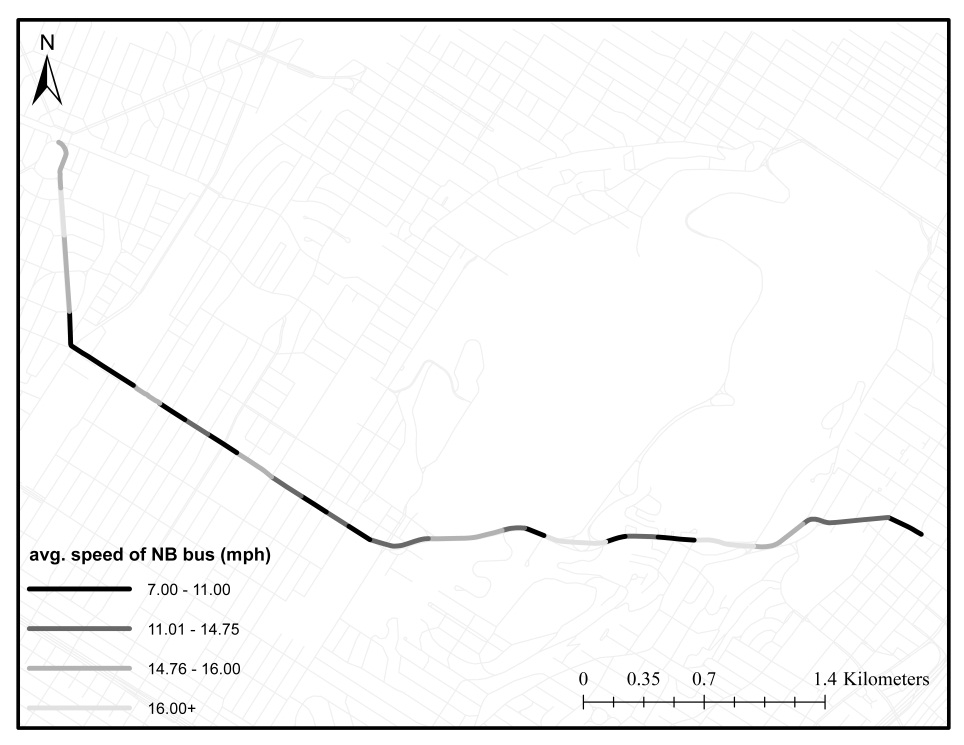 N
avg. speed of NB bus (mph)
7.00 - 11.00
11.01 - 14.75
14.76 - 16.00
16.00+
0 0.35 0.7 1.4 Kilometers